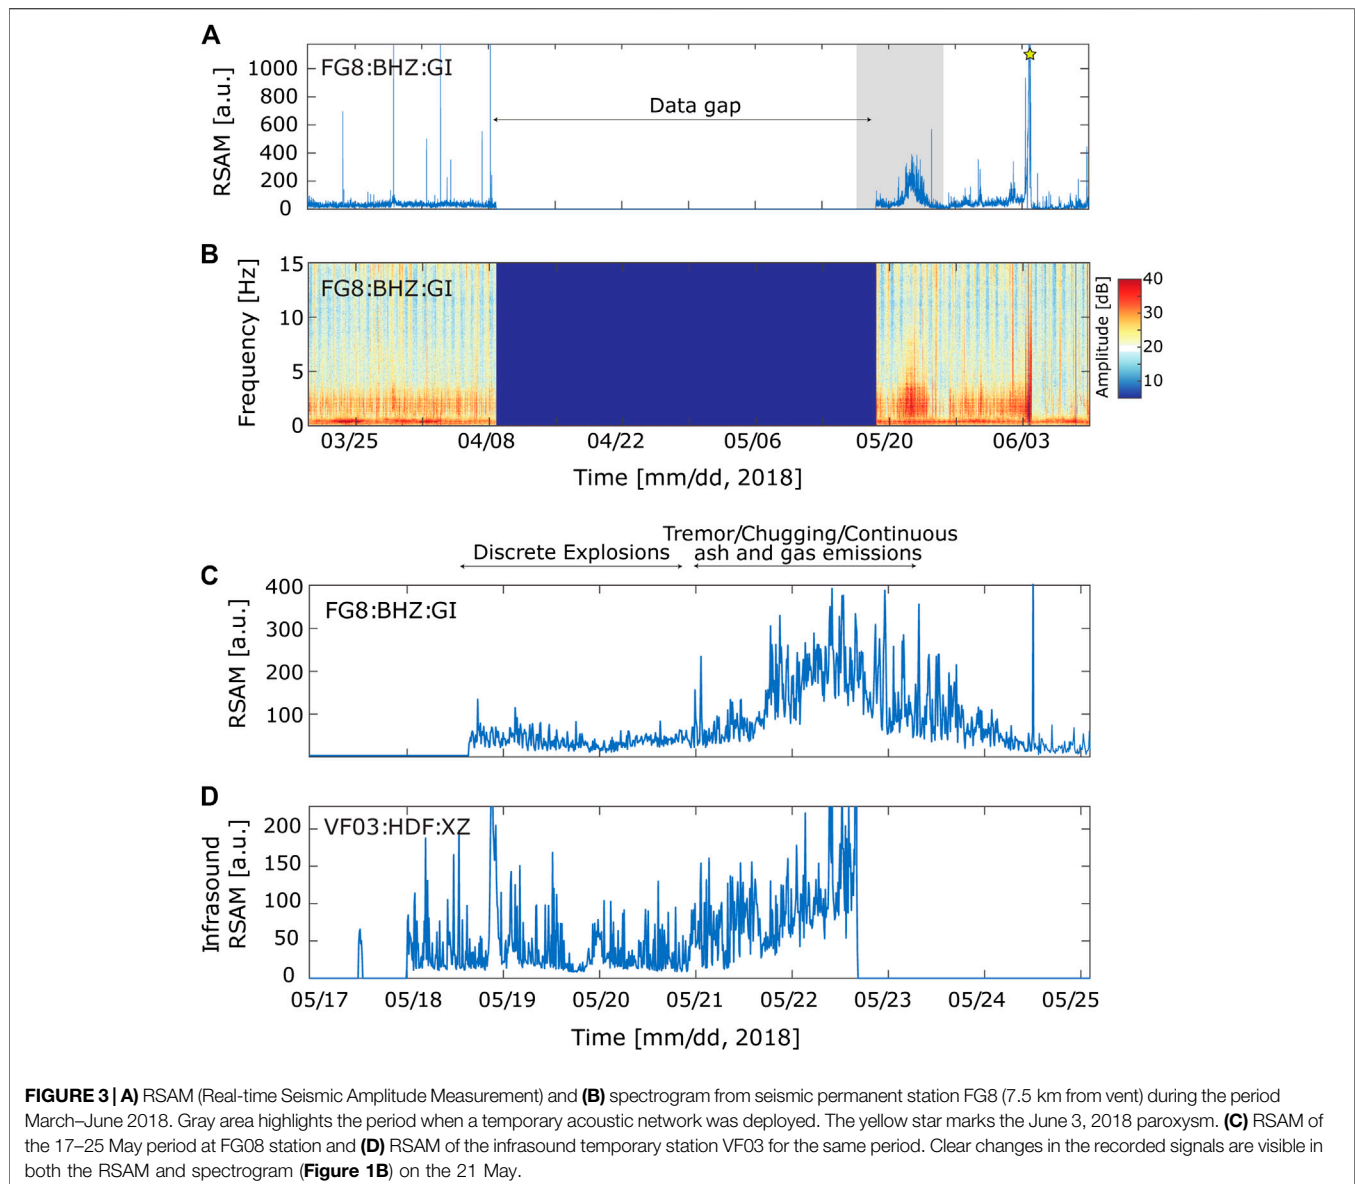 A
RSAM [a.u.]
1000
800
600
400
200
0
FG8:BHZ:GI
Data gap
B
Frequency [Hz]
15
10
5
0
FG8:BHZ:GI
Amplitude [dB]
40
30
20
10
03/25 04/08 04/22 05/06 05/20 06/03
Time [mm/dd, 2018]
Discrete Explosions
Tremor/Chugging/Continuous
ash and gas emissions
C
RSAM [a.u.]
400
300
200
100
FG8:BHZ:GI
D
Infrasound
RSAM [a.u.]
200
150
100
50
0
VF03:HDF:XZ
05/17 05/18 05/19 05/20 05/21 05/22 05/23 05/24 05/25
Time [mm/dd, 2018]
FIGURE 3 | A) RSAM (Real-time Seismic Amplitude Measurement) and (B) spectrogram from seismic permanent station FG8 (7.5 km from vent) during the period
March–June 2018. Gray area highlights the period when a temporary acoustic network was deployed. The yellow star marks the June 3, 2018 paroxysm. (C) RSAM of
the 17–25 May period at FG08 station and (D) RSAM of the infrasound temporary station VF03 for the same period. Clear changes in the recorded signals are visible in
both the RSAM and spectrogram (Figure 1B) on the 21 May.